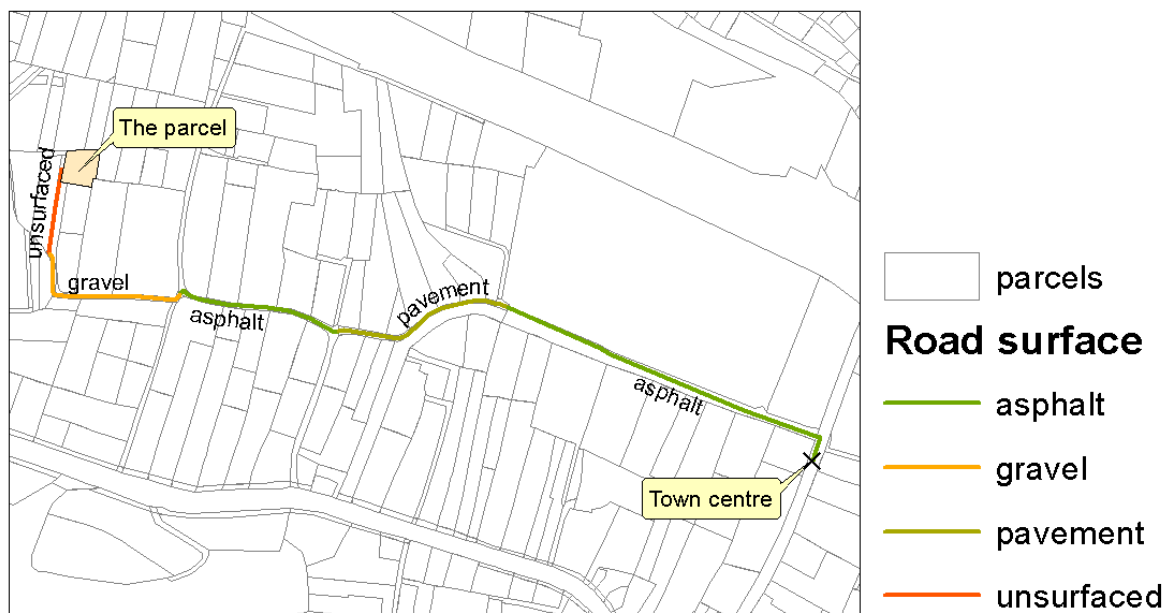 The parcel
unsurfaced
gravel
asphalt
pavement
asphalt
Town centre
parcels
Road surface
asphalt
gravel
pavement
unsurfaced